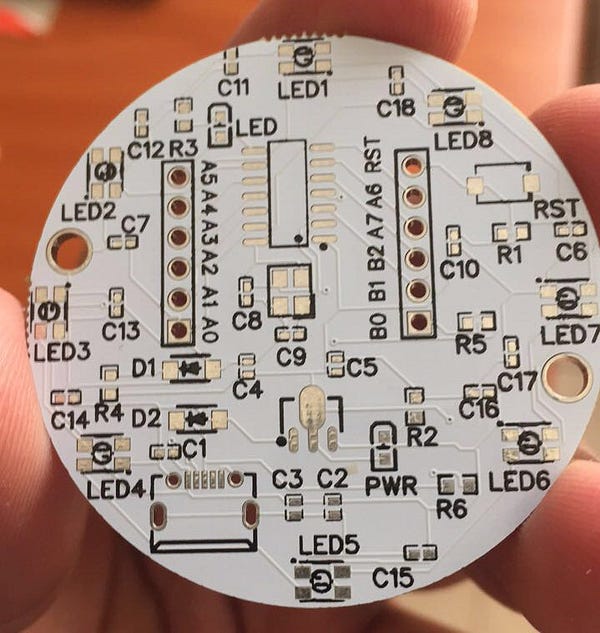 C11
LED1
C18
LED8
C12
R3
LED
LED2
C7
A5
A4
A3
A2
A1
A0
RST
A6
A7
B2
B1
B0
RST
R1
C6
C10
LED7
LED3
C13
C8
C9
R5
D1
C4
C5
C17
C14
R4
D2
R2
C16
C1
LED4
C3
C2
PWR
R6
LED6
LED5
C15